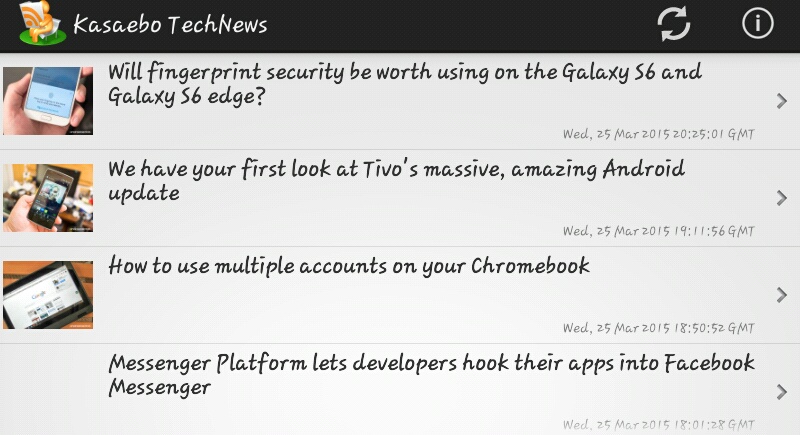 Kasaebo TechNews
Will fingerprint security be worth using on the Galaxy S6 and
Galaxy S6 edge?
Wed, 25 Mar 2015 20:25:01 GMT
We have your first look at Tivo's massive, amazing Android
update
Wed, 25 Mar 2015 19:11:56 GMT
How to use multiple accounts on your Chromebook
Wed, 25 Mar 2015 18:50:52 GMT
Messenger Platform lets developers hook their apps into Facebook
Messenger
Wed, 25 Mar 2015 18:01:28 GMT